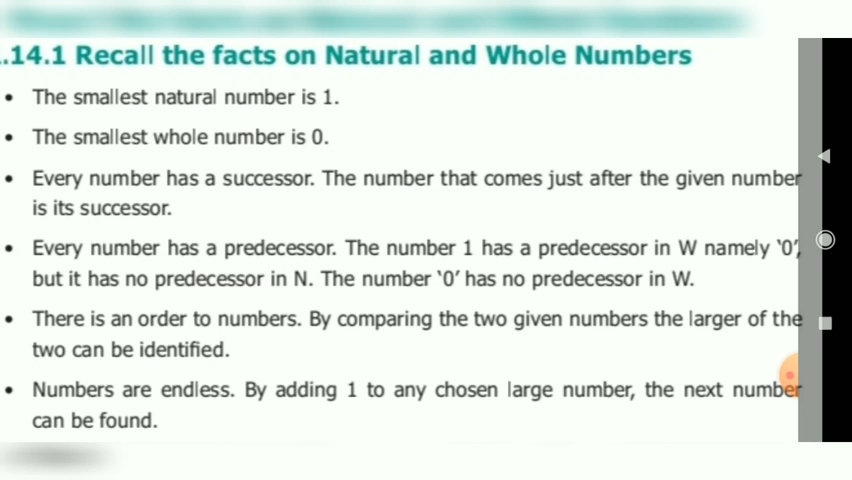 .14.1 Recall the facts on Natural and Whole Numbers
• The smallest natural number is 1.
• The smallest whole number is 0.
• Every number has a successor. The number that comes just after the given number
is its successor.
• Every number has a predecessor. The number 1 has a predecessor in W namely ‘0’,
but it has no predecessor in N. The number ‘0’ has no predecessor in W.
• There is an order to numbers. By comparing the two given numbers the larger of the
two can be identified.
• Numbers are endless. By adding 1 to any chosen large number, the next number
can be found.